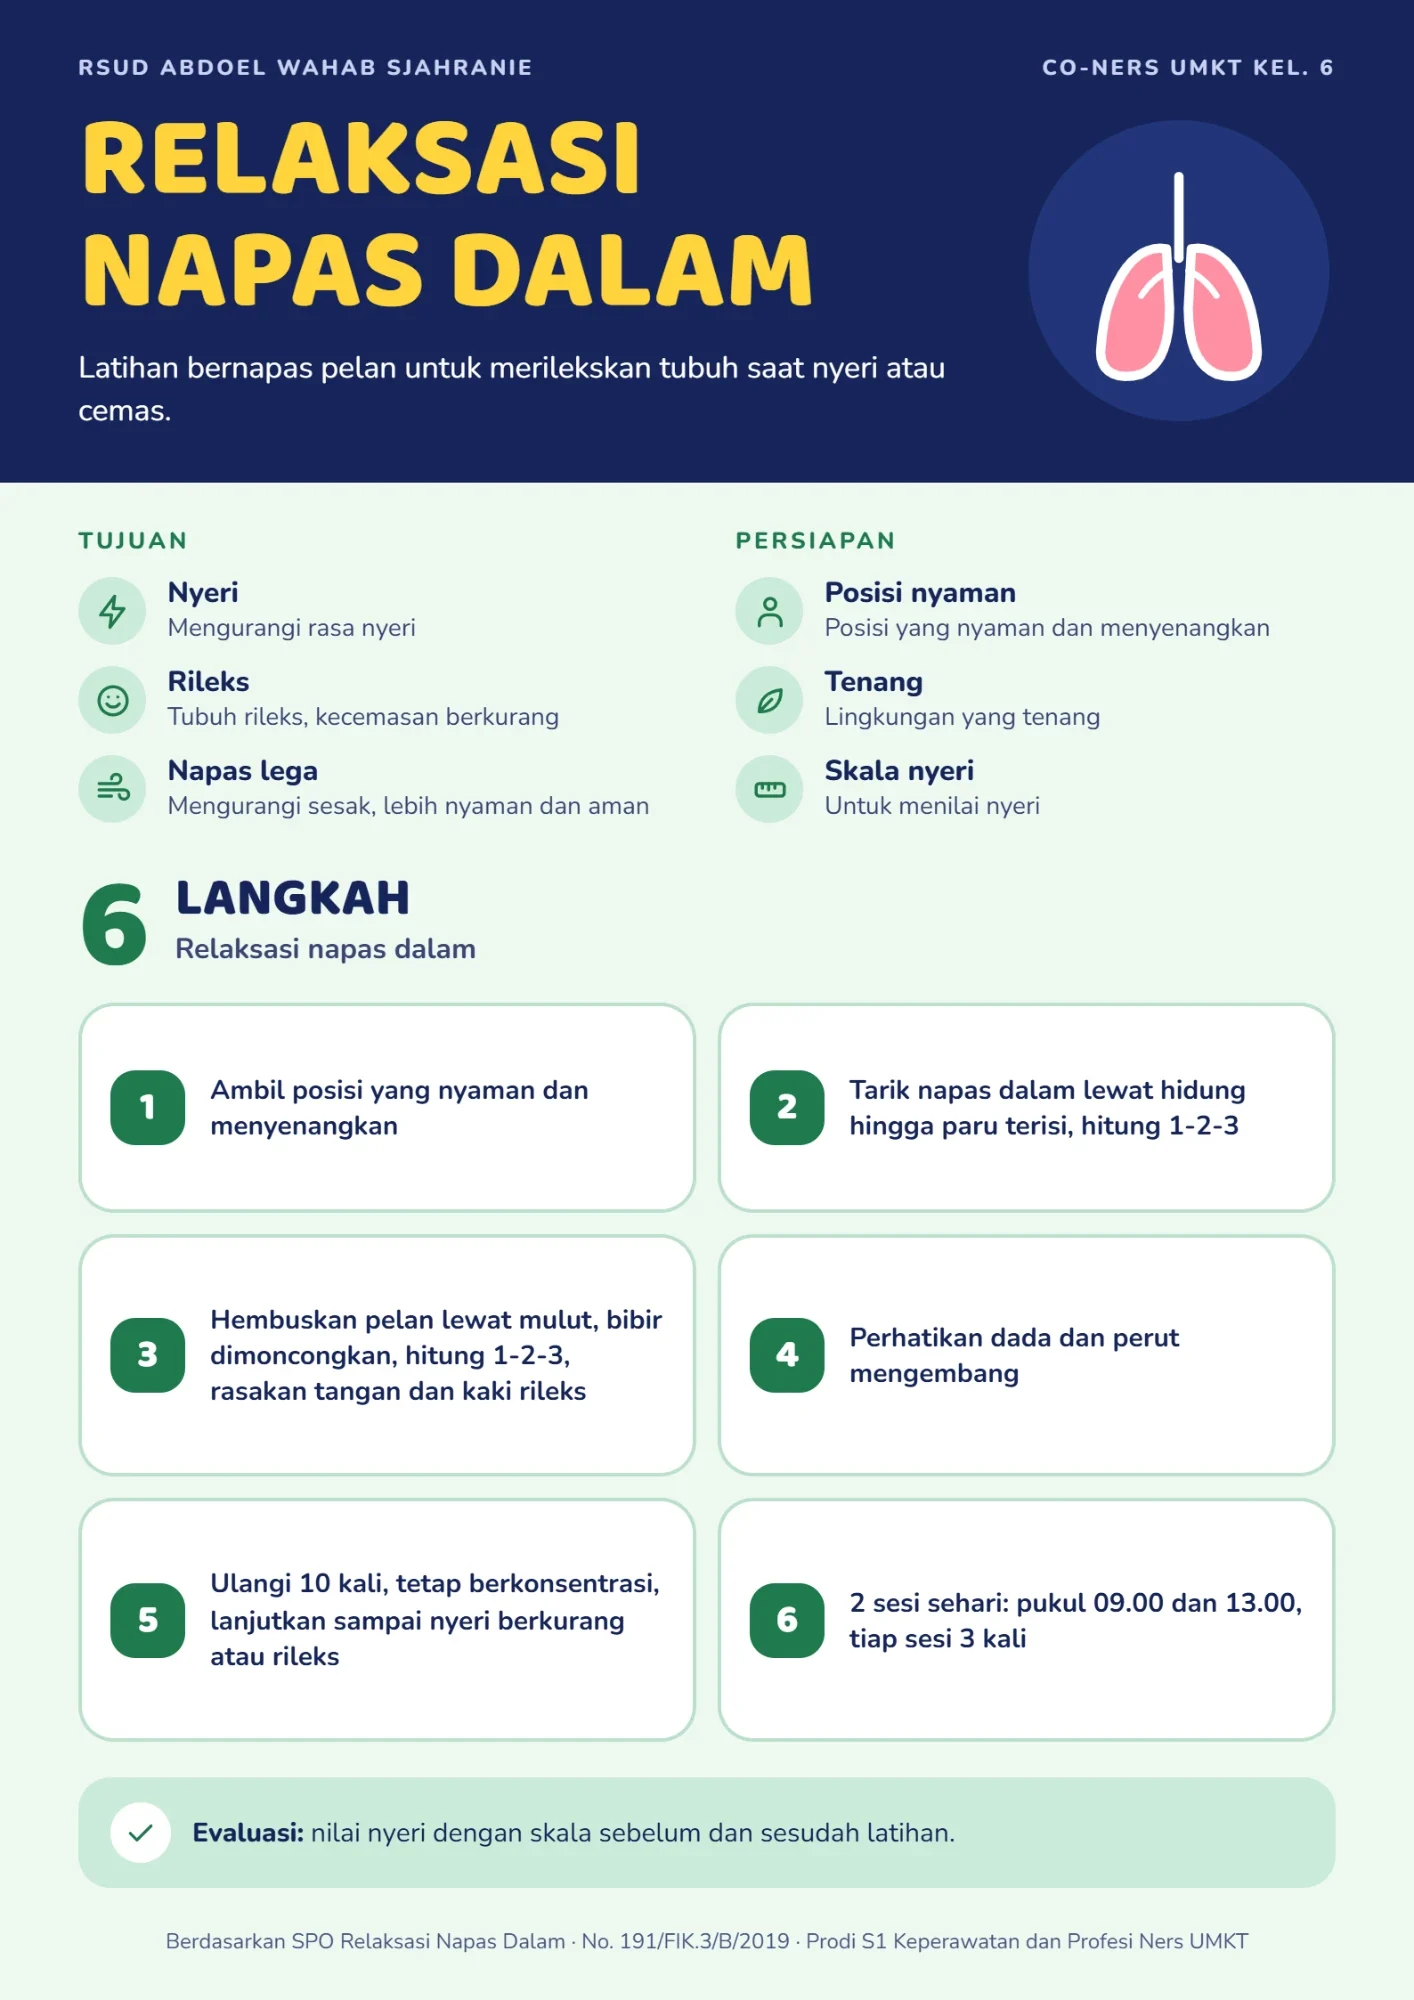 RSUD ABDOEL WAHAB SJAHRANIE
CO-NERS UMKT KEL. 6
RELAKSASI
NAPAS DALAM
Latihan bernapas pelan untuk merilekskan tubuh saat nyeri atau
cemas.
TUJUAN
Nyeri
Mengurangi rasa nyeri
Rileks
Tubuh rileks, kecemasan berkurang
Napas lega
Mengurangi sesak, lebih nyaman dan aman
PERSIAPAN
Posisi nyaman
Posisi yang nyaman dan menyenangkan
Tenang
Lingkungan yang tenang
Skala nyeri
Untuk menilai nyeri
6
LANGKAH
Relaksasi napas dalam
1
Ambil posisi yang nyaman dan
menyenangkan
2
Tarik napas dalam lewat hidung
hingga paru terisi, hitung 1-2-3
3
Hembuskan pelan lewat mulut, bibir
dimoncongkan, hitung 1-2-3,
rasakan tangan dan kaki rileks
4
Perhatikan dada dan perut
mengembang
5
Ulangi 10 kali, tetap berkonsentrasi,
lanjutkan sampai nyeri berkurang
atau rileks
6
2 sesi sehari: pukul 09.00 dan 13.00,
tiap sesi 3 kali
Evaluasi: nilai nyeri dengan skala sebelum dan sesudah latihan.
Berdasarkan SPO Relaksasi Napas Dalam · No. 191/FIK.3/B/2019 · Prodi S1 Keperawatan dan Profesi Ners UMKT